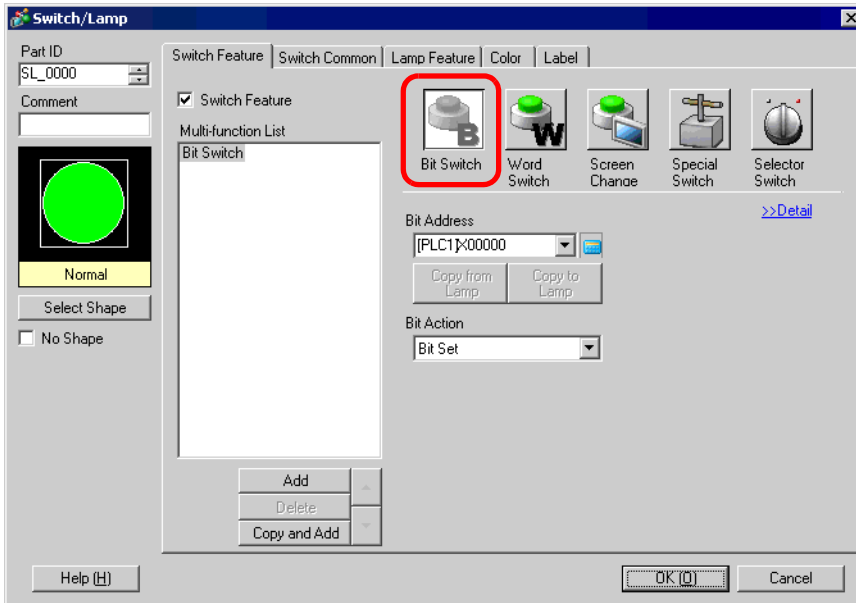 Switch/Lamp
Part ID
SL_0000
Comment
Normal
Select Shape
No Shape
Switch Feature
Switch Common
Lamp Feature
Color
Label
Switch Feature
Multi-function List
Bit Switch
Add
Delete
Copy and Add
B
Bit Switch
W
Word
Switch
Screen
Change
Special
Switch
Selector
Switch
>>Detail
Bit Address
[PLC1]X00000
Copy from
Lamp
Copy to
Lamp
Bit Action
Bit Set
Help (H)
OK (O)
Cancel